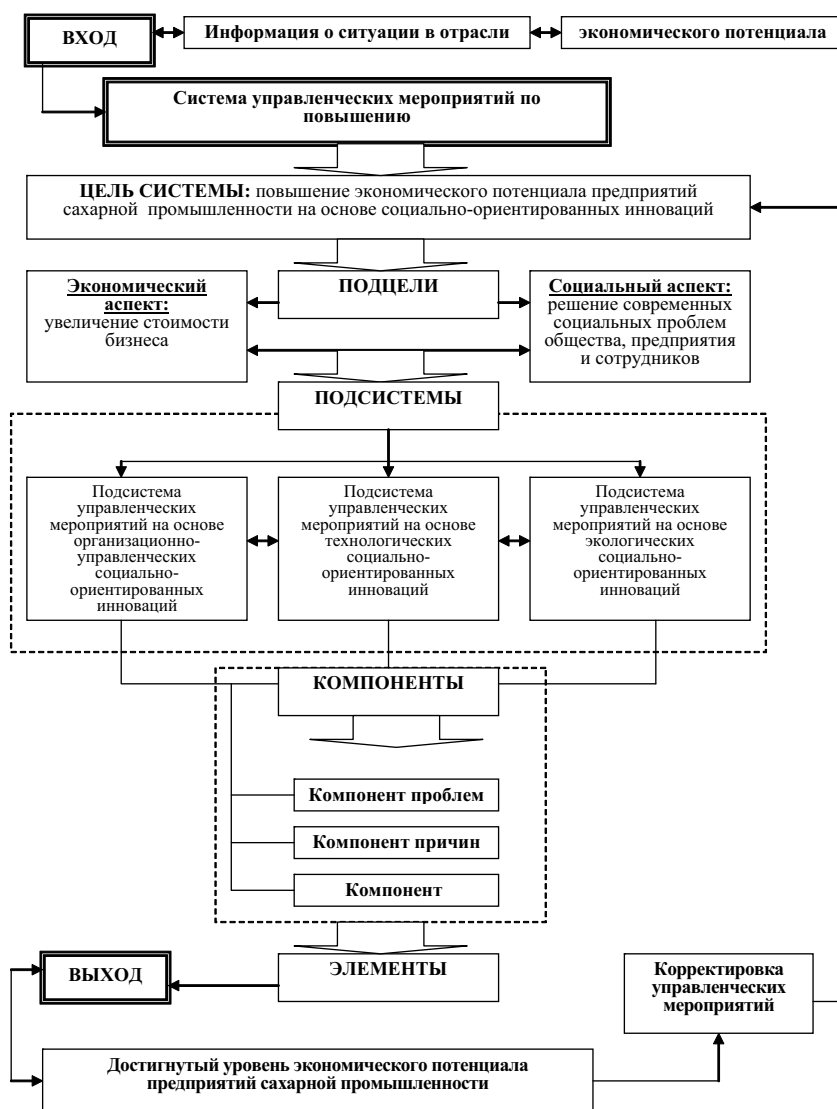 ВХОД
Информация о ситуации в отрасли
экономического потенциала
Система управленческих мероприятий по
повышению
ЦЕЛЬ СИСТЕМЫ: повышение экономического потенциала предприятий
сахарной промышленности на основе социально-ориентированных инноваций
Экономический
аспект:
увеличение стоимости
бизнеса
ПОДЦЕЛИ
Социальный аспект:
решение современных
социальных проблем
общества, предприятия
и сотрудников
ПОДСИСТЕМЫ
Подсистема
управленческих
мероприятий на основе
организационно-
управленческих
социально-
ориентированных
инноваций
Подсистема
управленческих
мероприятий на основе
технологических
социально-
ориентированных
инноваций
Подсистема
управленческих
мероприятий на основе
экологических
социально-
ориентированных
инноваций
КОМПОНЕНТЫ
Компонент проблем
Компонент причин
Компонент
ВЫХОД
ЭЛЕМЕНТЫ
Корректировка
управленческих
мероприятий
Достигнутый уровень экономического потенциала
предприятий сахарной промышленности